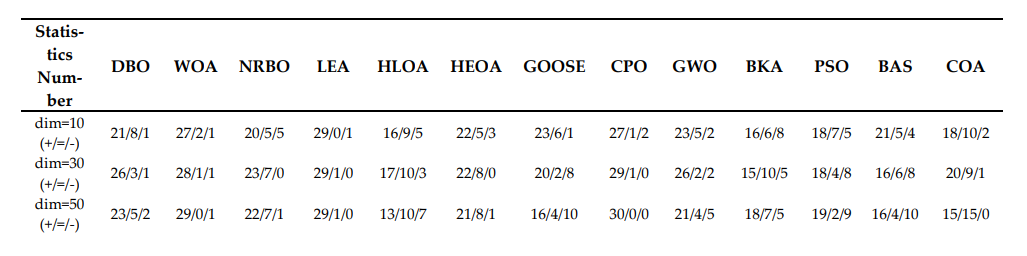 Statis-
tics
Num-
ber
DBO WOA NRBO LEA HLOA HEOA GOOSE CPO GWO BKA PSO BAS COA
dim=10
(+/=/-)
21/8/1 27/2/1 20/5/5 29/0/1 16/9/5 22/5/3 23/6/1 27/1/2 23/5/2 16/6/8 18/7/5 21/5/4 18/10/2
dim=30
(+/=/-)
26/3/1 28/1/1 23/7/0 29/1/0 17/10/3 22/8/0 20/2/8 29/1/0 26/2/2 15/10/5 18/4/8 16/6/8 20/9/1
dim=50
(+/=/-)
23/5/2 29/0/1 22/7/1 29/1/0 13/10/7 21/8/1 16/4/10 30/0/0 21/4/5 18/7/5 19/2/9 16/4/10 15/15/0